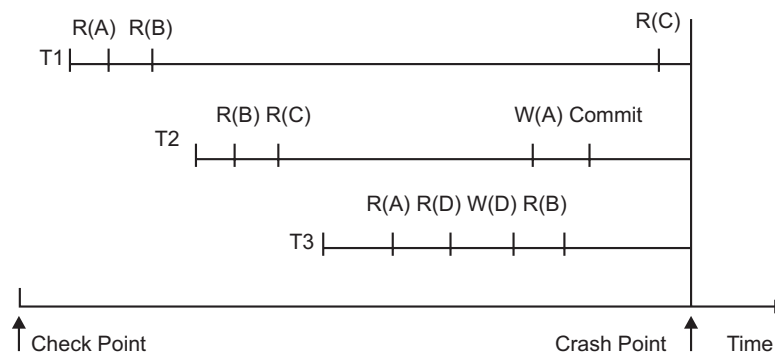 R(A) R(B) R(C)
T1
R(B) R(C) W(A) Commit
T2
R(A) R(D) W(D) R(B)
T3
Check Point Crash Point Time